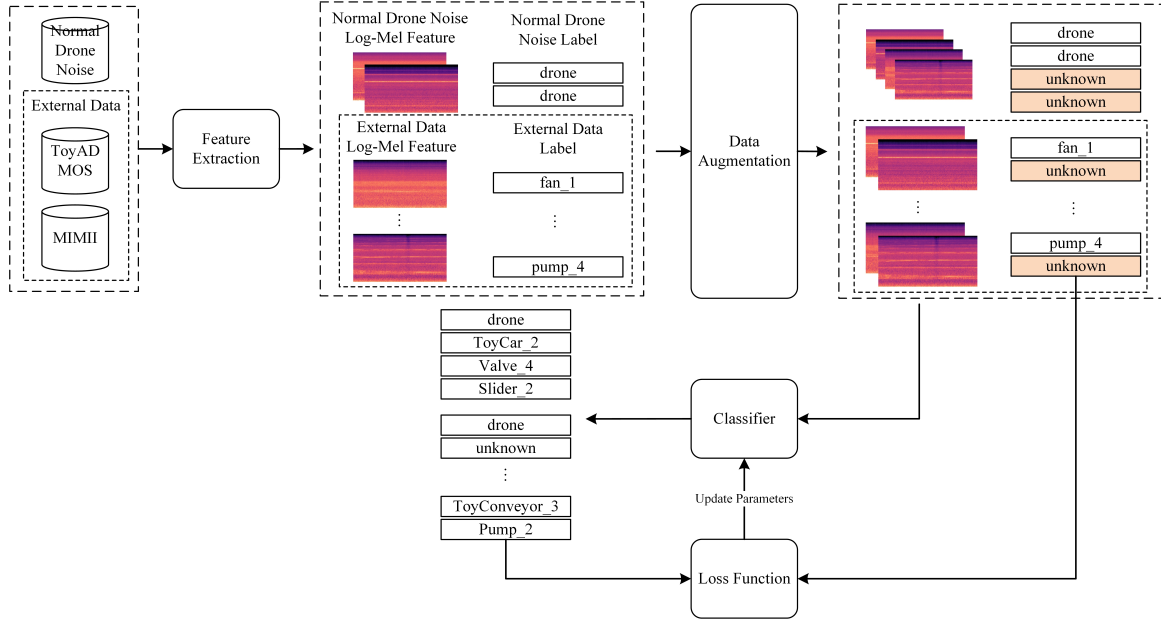 Normal
Drone
Noise
External Data
ToyAD
MOS
MIMII
Feature
Extraction
Normal Drone Noise
Log-Mel Feature
Normal Drone
Noise Label
drone
drone
External Data
Log-Mel Feature
External Data
Label
fan_1
⋮
⋮
pump_4
Data
Augmentation
drone
drone
unknown
unknown
fan_1
unknown
⋮
⋮
pump_4
unknown
drone
ToyCar_2
Valve_4
Slider_2
drone
unknown
⋮
ToyConveyor_3
Pump_2
Classifier
Update Parameters
Loss Function